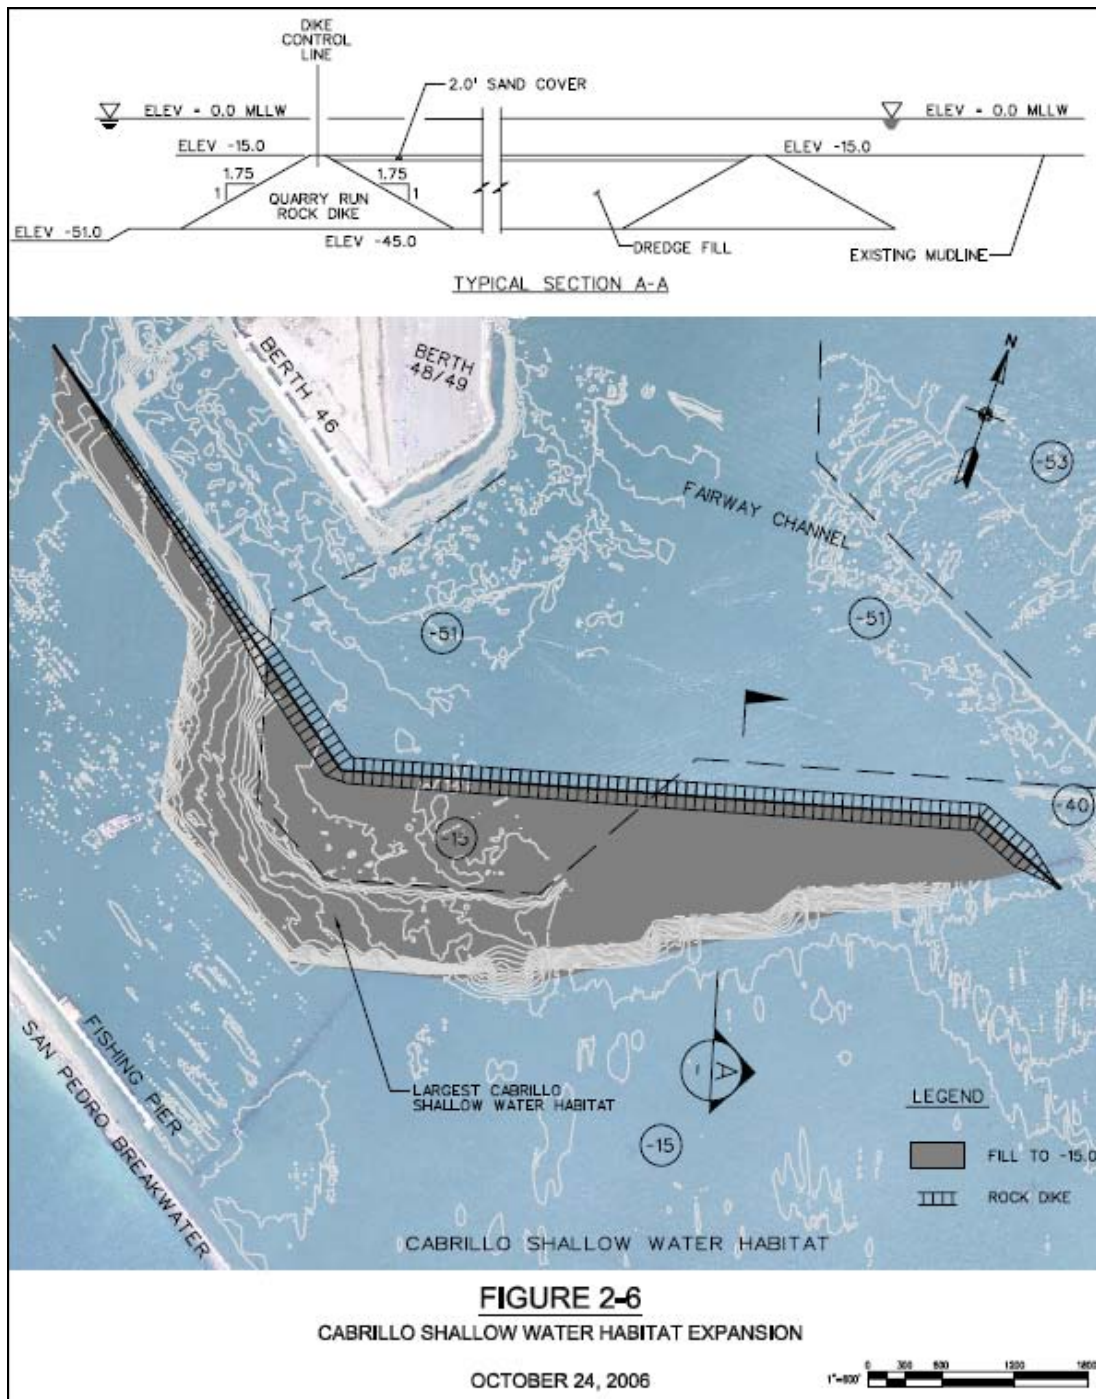 DIKE
CONTROL
LINE
2.0' SAND COVER
ELEV = 0.0 MLLW
ELEV = 0.0 MLLW
ELEV -15.0
ELEV -15.0
1.75
1
1.75
1
QUARRY RUN
ROCK DIKE
ELEV -51.0
ELEV -45.0
DREDGE FILL
EXISTING MUDLINE
TYPICAL SECTION A-A
BERTH 46
BERTH
48/49
N
-53
FAIRWAY CHANNEL
-51
-51
-40
-15
A
-
FISHING PIER
SAN PEDRO BREAKWATER
LARGEST CABRILLO
SHALLOW WATER HABITAT
-15
LEGEND
FILL TO -15.0
ROCK DIKE
CABRILLO SHALLOW WATER HABITAT
FIGURE 2-6
CABRILLO SHALLOW WATER HABITAT EXPANSION
OCTOBER 24, 2006
1"=600'
0 300 600 1200 1800